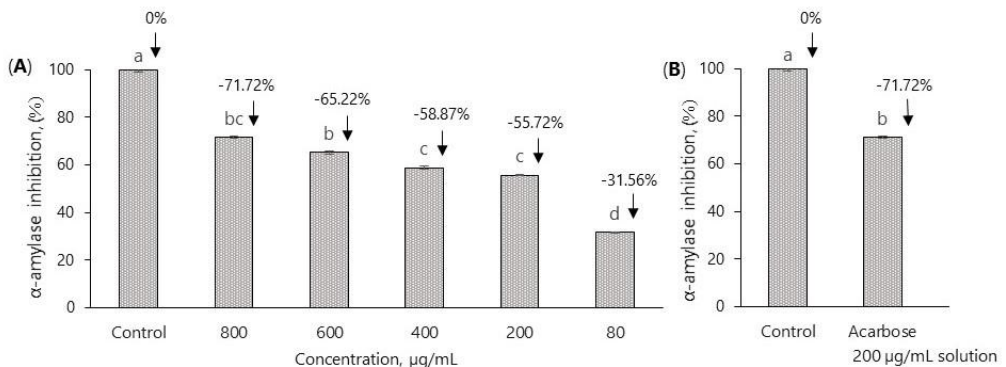 (A)
α-amylase inhibition, (%)
100
80
60
40
20
0
0%
a
-71.72%
bc
-65.22%
b
-58.87%
c
-55.72%
c
-31.56%
d
Control 800 600 400 200 80
Concentration, µg/mL
(B)
α-amylase inhibition (%)
100
80
60
40
20
0
0%
a
-71.72%
b
Control Acarbose
200 µg/mL solution